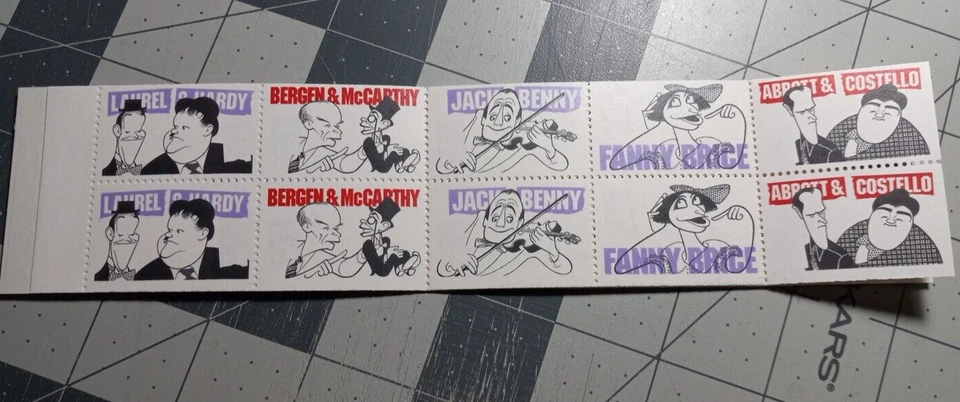 LAUREL & HARDY
BERGEN & McCARTHY
JACK BENNY
FANNY BRICE
ABBOTT & COSTELLO
LAUREL & HARDY
BERGEN & McCARTHY
JACK BENNY
FANNY BRICE
ABBOTT & COSTELLO